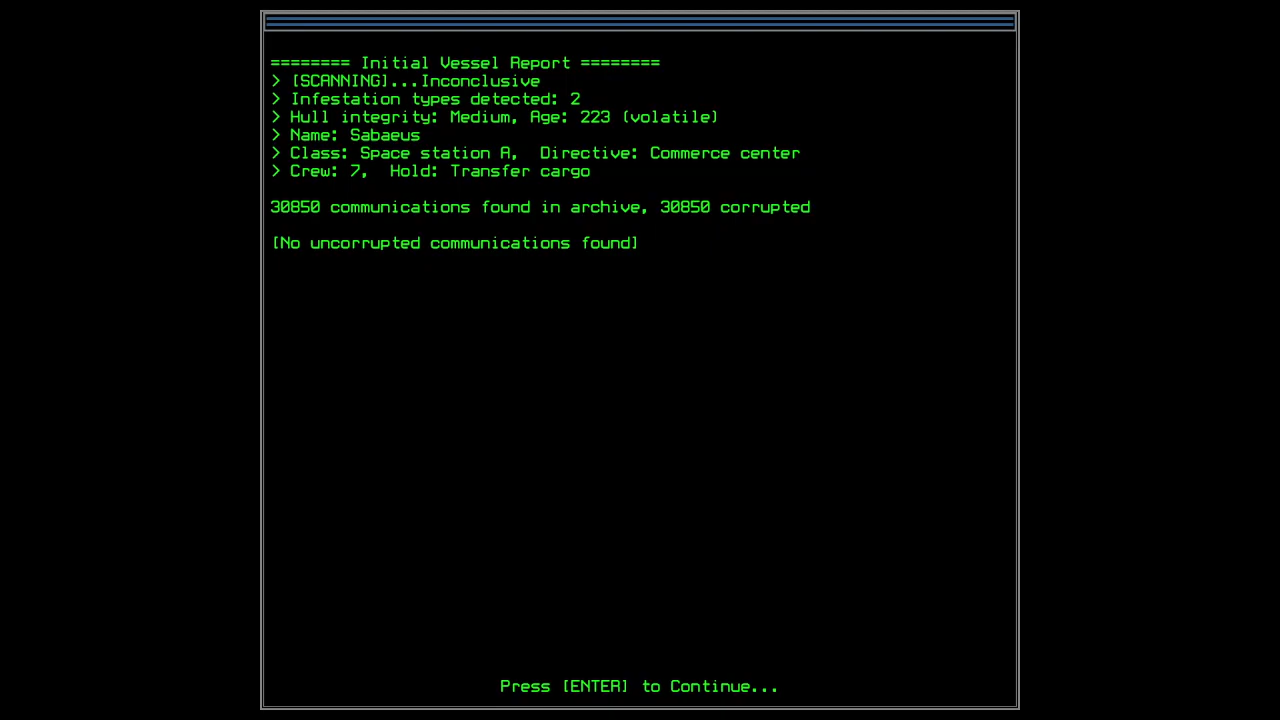 ======== Initial Vessel Report ========
> [SCANNING]...Inconclusive
> Infestation types detected: 2
> Hull integrity: Medium, Age: 223 (volatile)
> Name: Sabaeus
> Class: Space station A,  Directive: Commerce center
> Crew: 7,  Hold: Transfer cargo
30850 communications found in archive, 30850 corrupted
[No uncorrupted communications found]
Press [ENTER] to Continue...